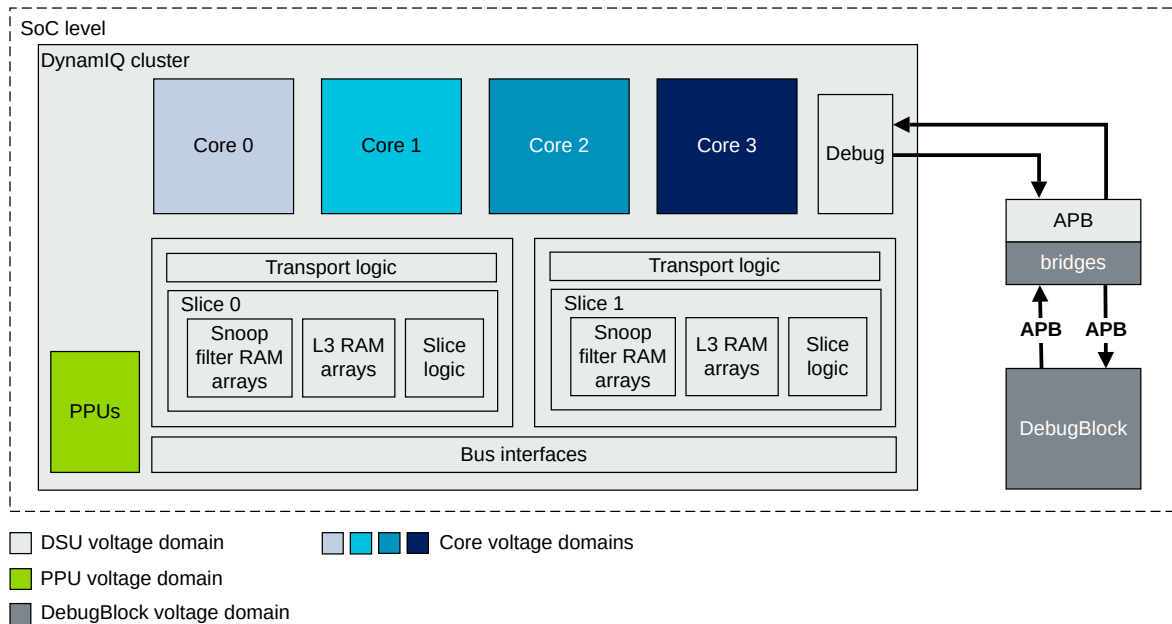 SoC level
DynamIQ cluster
Core 0
Core 1
Core 2
Core 3
Debug
APB
bridges
APB
APB
DebugBlock
Transport logic
Slice 0
Snoop
filter RAM
arrays
L3 RAM
arrays
Slice
logic
Transport logic
Slice 1
Snoop
filter RAM
arrays
L3 RAM
arrays
Slice
logic
PPUs
Bus interfaces
DSU voltage domain
Core voltage domains
PPU voltage domain
DebugBlock voltage domain